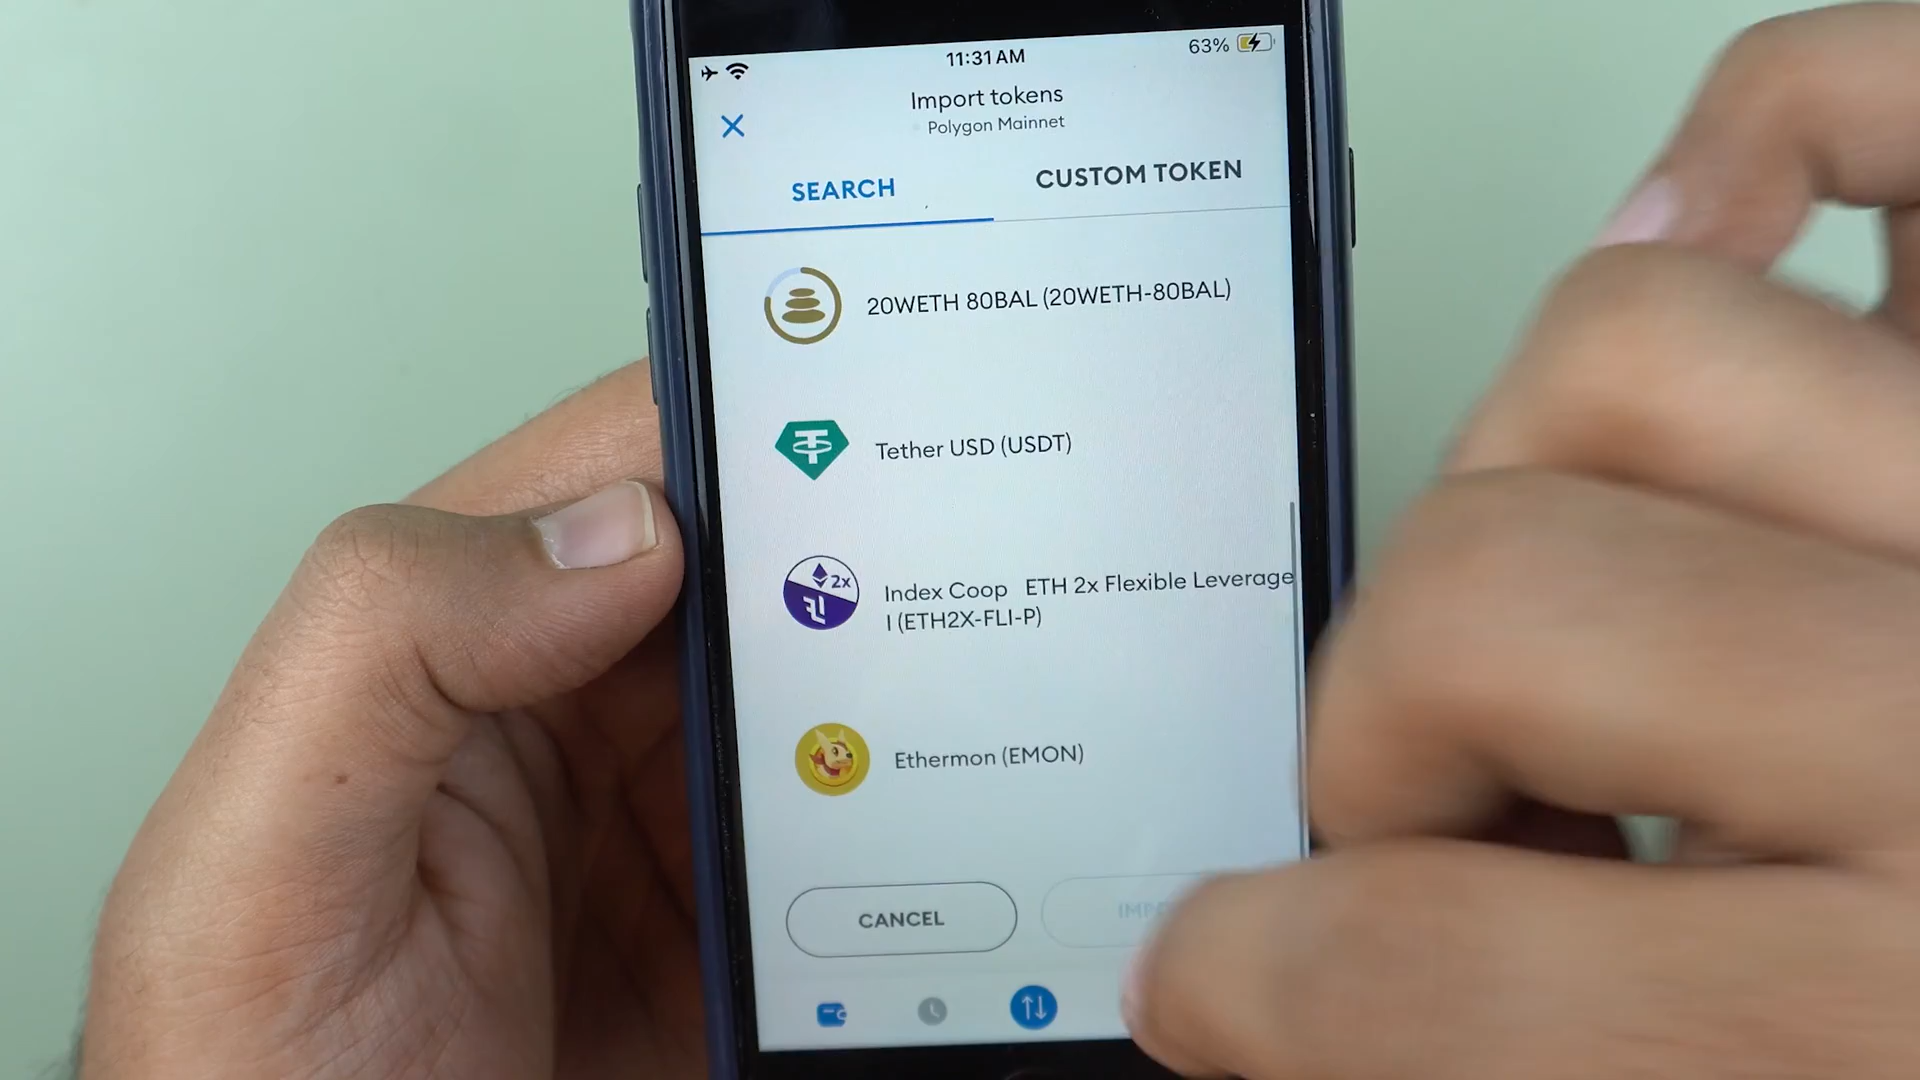 11:31 AM
63%
Import tokens
Polygon Mainnet
SEARCH
CUSTOM TOKEN
20WETH 80BAL (20WETH-80BAL)
Tether USD (USDT)
2x
Index Coop ETH 2x Flexible Leverage
I (ETH2X-FLI-P)
Ethermon (EMON)
CANCEL